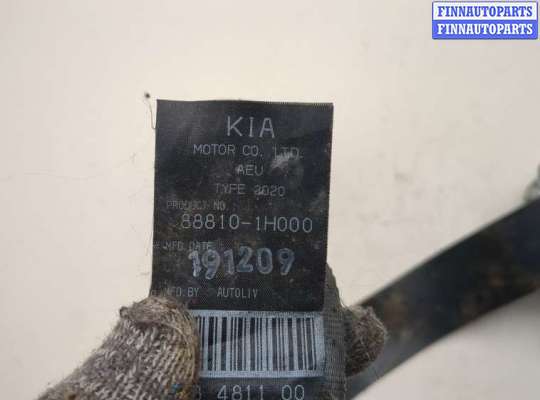 FINNAUTOPARTS
FINNAUTOPARTS
KIA
MOTOR CO. LTD.
AEU
TYPE 2020
PRODUCT NO
88810-1H000
MFD DATE
191209
MFD.BY AUTOLIV
4811 00